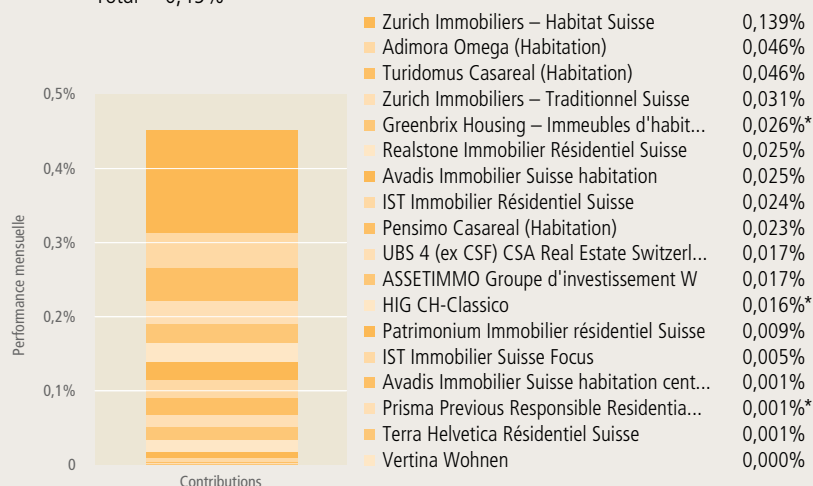 Zurich Immobiliers – Habitat Suisse 0,139%
Adimora Omega (Habitation) 0,046%
Turidomus Casareal (Habitation) 0,046%
Zurich Immobiliers – Traditionnel Suisse 0,031%
Greenbrix Housing – Immeubles d'habit... 0,026%*
Realstone Immobilier Résidentiel Suisse 0,025%
Avadis Immobilier Suisse habitation 0,025%
IST Immobilier Résidentiel Suisse 0,024%
Pensimo Casareal (Habitation) 0,023%
UBS 4 (ex CSF) CSA Real Estate Switzerl... 0,017%
ASSETIMMO Groupe d'investissement W 0,017%
HIG CH-Classico 0,016%*
Patrimonium Immobilier résidentiel Suisse 0,009%
IST Immobilier Suisse Focus 0,005%
Avadis Immobilier Suisse habitation cent... 0,001%
Prisma Previous Responsible Residentia... 0,001%*
Terra Helvetica Résidentiel Suisse 0,001%
Vertina Wohnen 0,000%
Performance mensuelle
0,5%
0,4%
0,3%
0,2%
0,1%
0
Contributions